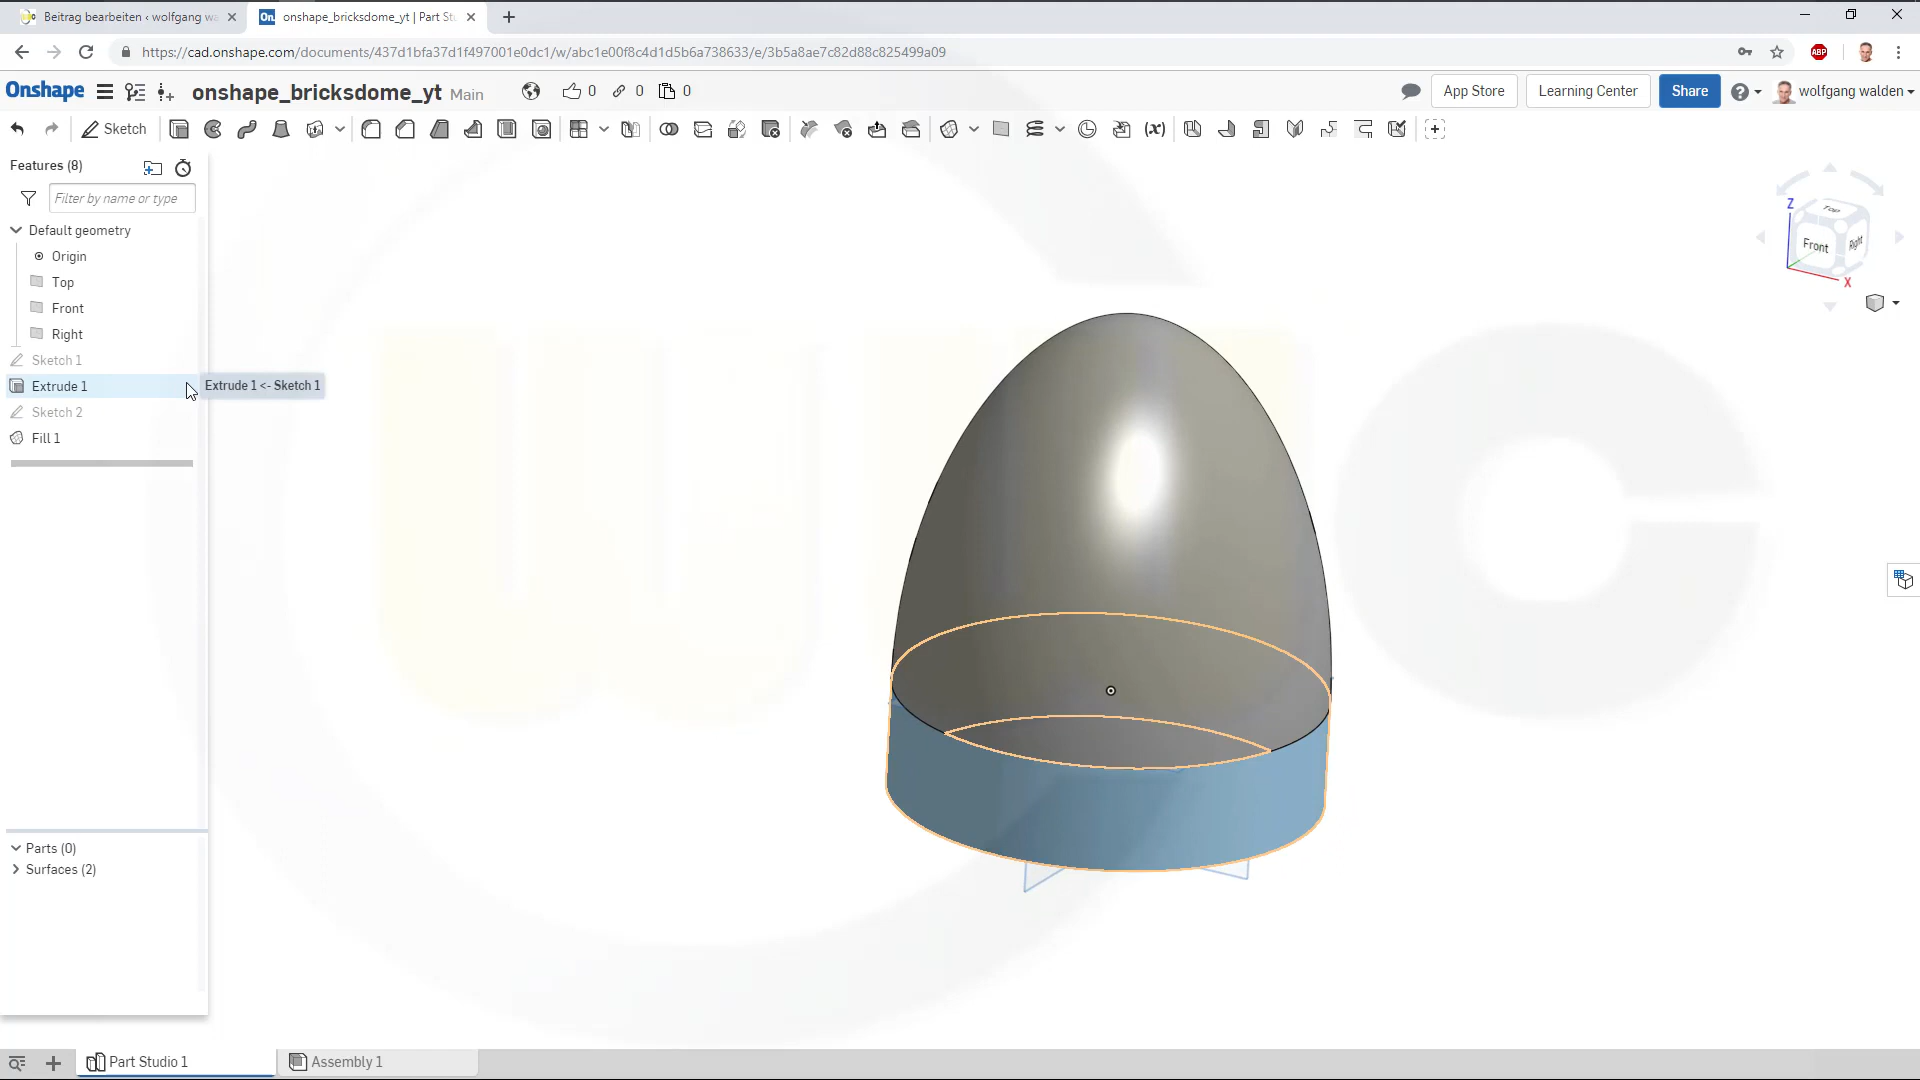 Beitrag bearbeiten ‹ wolfgang wa
onshape_bricksdome_yt | Part St
https://cad.onshape.com/documents/437d1bfa37d1f497001e0dc1/w/abc1e00f8c4d1d5b6a738633/e/3b5a8ae7c82d88c825499a09
ABP
Onshape
onshape_bricksdome_yt Main
0 0 0
App Store
Learning Center
Share
wolfgang walden
Sketch
(x)
Features (8)
Filter by name or type
Default geometry
Origin
Top
Front
Right
Sketch 1
Extrude 1
Extrude 1 <- Sketch 1
Sketch 2
Fill 1
Parts (0)
Surfaces (2)
Z
Top
Front
Right
X
Part Studio 1
Assembly 1